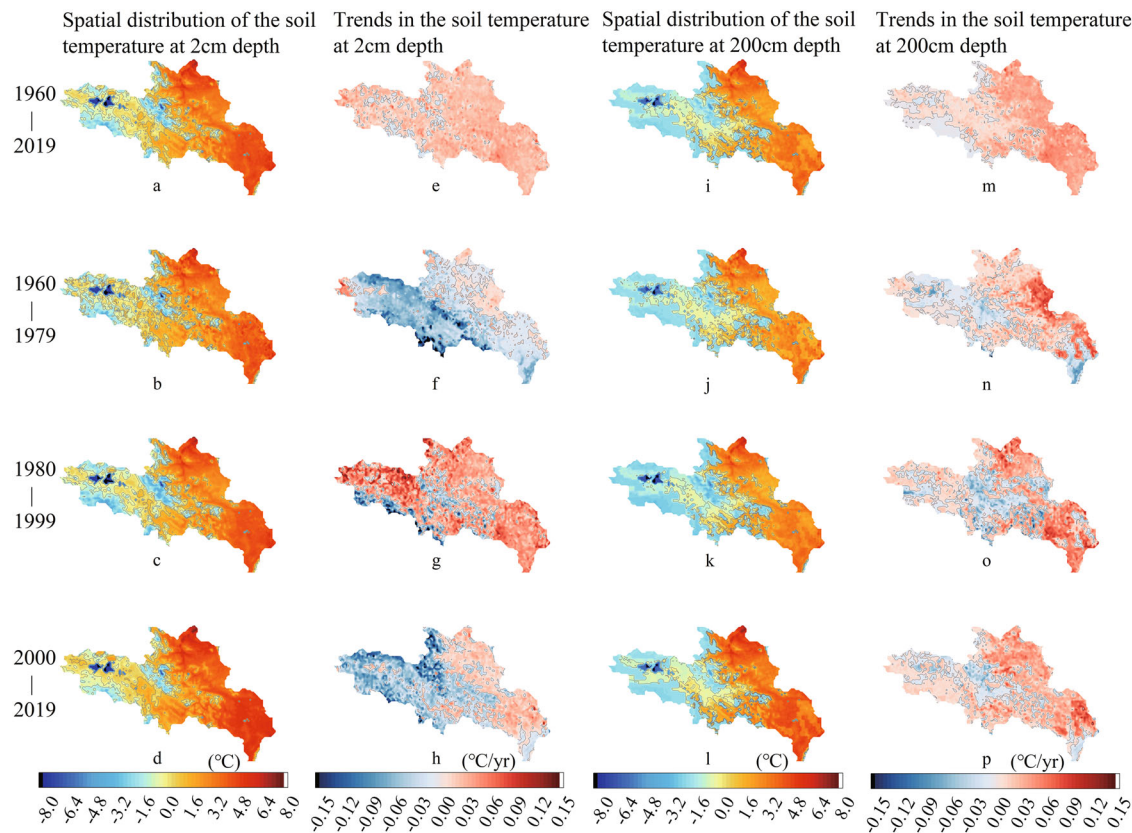 Spatial distribution of the soil
temperature at 2cm depth
Trends in the soil temperature
at 2cm depth
Spatial distribution of the soil
temperature at 200cm depth
Trends in the soil temperature
at 200cm depth
1960
|
2019
a
e
i
m
1960
|
1979
b
f
j
n
1980
|
1999
c
g
k
o
2000
|
2019
d
(℃)
h
(℃/yr)
l
(℃)
p
(℃/yr)
-8.0
-6.4
-4.8
-3.2
-1.6
0.0
1.6
3.2
4.8
6.4
8.0
-0.15
-0.12
-0.09
-0.06
-0.03
0.00
0.03
0.06
0.09
0.12
0.15
-8.0
-6.4
-4.8
-3.2
-1.6
0.0
1.6
3.2
4.8
6.4
8.0
-0.15
-0.12
-0.09
-0.06
-0.03
0.00
0.03
0.06
0.09
0.12
0.15